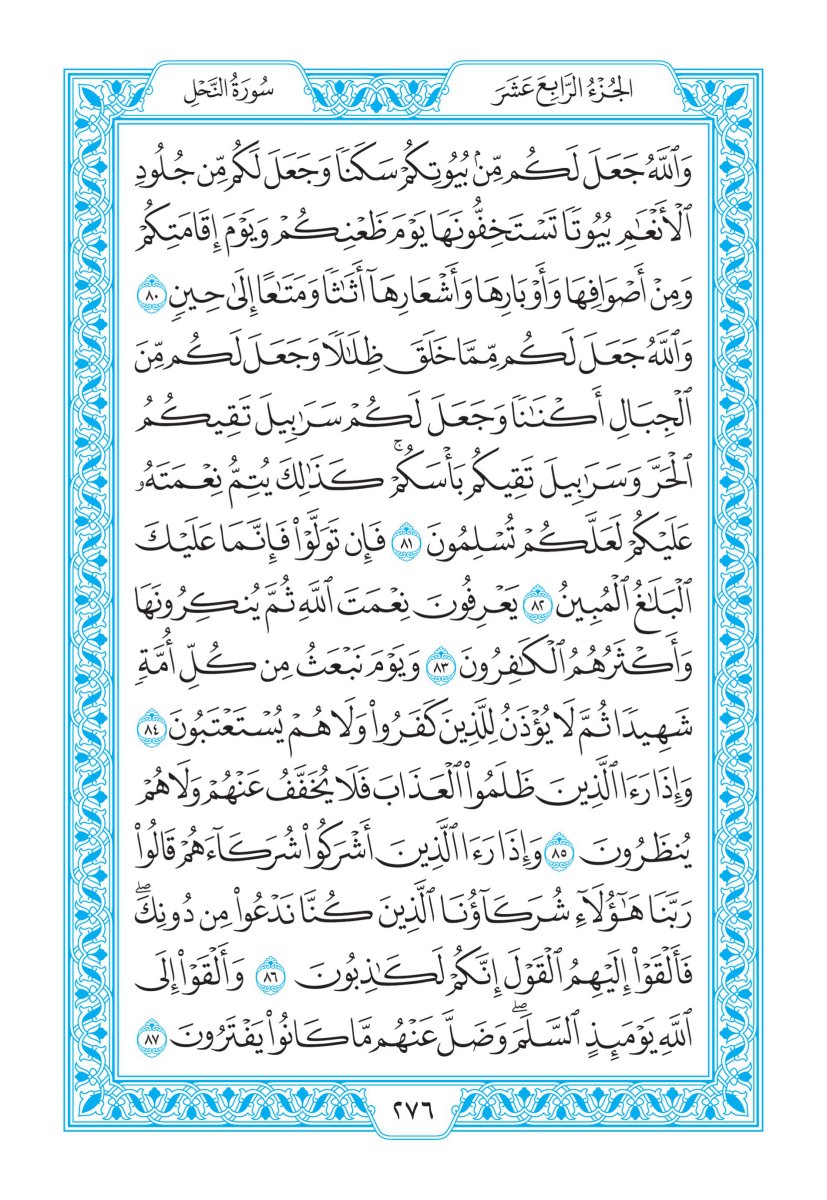 الجُزْءُ الرَّابِعَ عَشَرَ
سُورَةُ النَّحْلِ
وَٱللَّهُ جَعَلَ لَكُم مِّنۢ بُيُوتِكُمۡ سَكَنٗا وَجَعَلَ لَكُم مِّن جُلُودِ
ٱلۡأَنۡعَٰمِ بُيُوتٗا تَسۡتَخِفُّونَهَا يَوۡمَ ظَعۡنِكُمۡ وَيَوۡمَ إِقَامَتِكُمۡ
وَمِنۡ أَصۡوَافِهَا وَأَوۡبَارِهَا وَأَشۡعَارِهَآ أَثَٰثٗا وَمَتَٰعًا إِلَىٰ حِينٖ ٨٠
وَٱللَّهُ جَعَلَ لَكُم مِّمَّا خَلَقَ ظِلَٰلٗا وَجَعَلَ لَكُم مِّنَ
ٱلۡجِبَالِ أَكۡنَٰنٗا وَجَعَلَ لَكُمۡ سَرَٰبِيلَ تَقِيكُمُ
ٱلۡحَرَّ وَسَرَٰبِيلَ تَقِيكُم بَأۡسَكُمۡۚ كَذَٰلِكَ يُتِمُّ نِعۡمَتَهُۥ
عَلَيۡكُمۡ لَعَلَّكُمۡ تُسۡلِمُونَ ٨١ فَإِن تَوَلَّوۡاْ فَإِنَّمَا عَلَيۡكَ
ٱلۡبَلَٰغُ ٱلۡمُبِينُ ٨٢ يَعۡرِفُونَ نِعۡمَتَ ٱللَّهِ ثُمَّ يُنكِرُونَهَا
وَأَكۡثَرُهُمُ ٱلۡكَٰفِرُونَ ٨٣ وَيَوۡمَ نَبۡعَثُ مِن كُلِّ أُمَّةٖ
شَهِيدٗا ثُمَّ لَا يُؤۡذَنُ لِلَّذِينَ كَفَرُواْ وَلَا هُمۡ يُسۡتَعۡتَبُونَ ٨٤
وَإِذَا رَءَا ٱلَّذِينَ ظَلَمُواْ ٱلۡعَذَابَ فَلَا يُخَفَّفُ عَنۡهُمۡ وَلَا هُمۡ
يُنظَرُونَ ٨٥ وَإِذَا رَءَا ٱلَّذِينَ أَشۡرَكُواْ شُرَكَآءَهُمۡ قَالُواْ
رَبَّنَا هَٰٓؤُلَآءِ شُرَكَآؤُنَا ٱلَّذِينَ كُنَّا نَدۡعُواْ مِن دُونِكَۖ
فَأَلۡقَوۡاْ إِلَيۡهِمُ ٱلۡقَوۡلَ إِنَّكُمۡ لَكَٰذِبُونَ ٨٦ وَأَلۡقَوۡاْ إِلَى
ٱللَّهِ يَوۡمَئِذٍ ٱلسَّلَمَۖ وَضَلَّ عَنۡهُم مَّا كَانُواْ يَفۡتَرُونَ ٨٧
٢٧٦